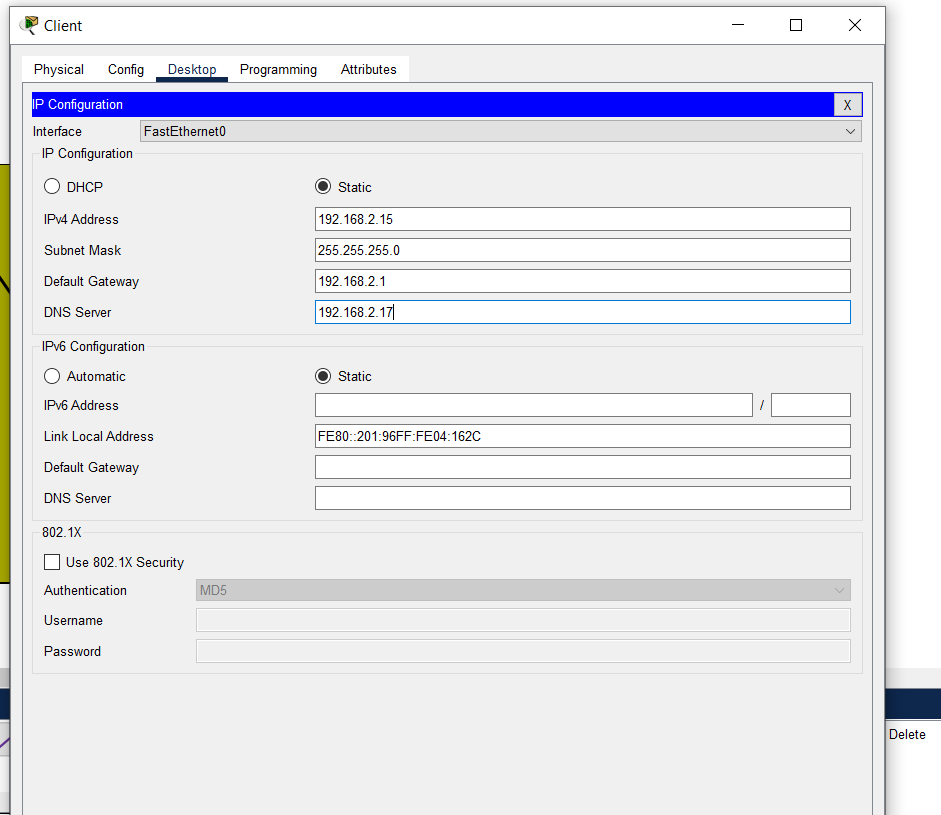 Client
Physical Config Desktop Programming Attributes
IP Configuration X
Interface FastEthernet0
IP Configuration
DHCP Static
IPv4 Address 192.168.2.15
Subnet Mask 255.255.255.0
Default Gateway 192.168.2.1
DNS Server 192.168.2.17
IPv6 Configuration
Automatic Static
IPv6 Address /
Link Local Address FE80::201:96FF:FE04:162C
Default Gateway
DNS Server
802.1X
Use 802.1X Security
Authentication MD5
Username
Password
Delete